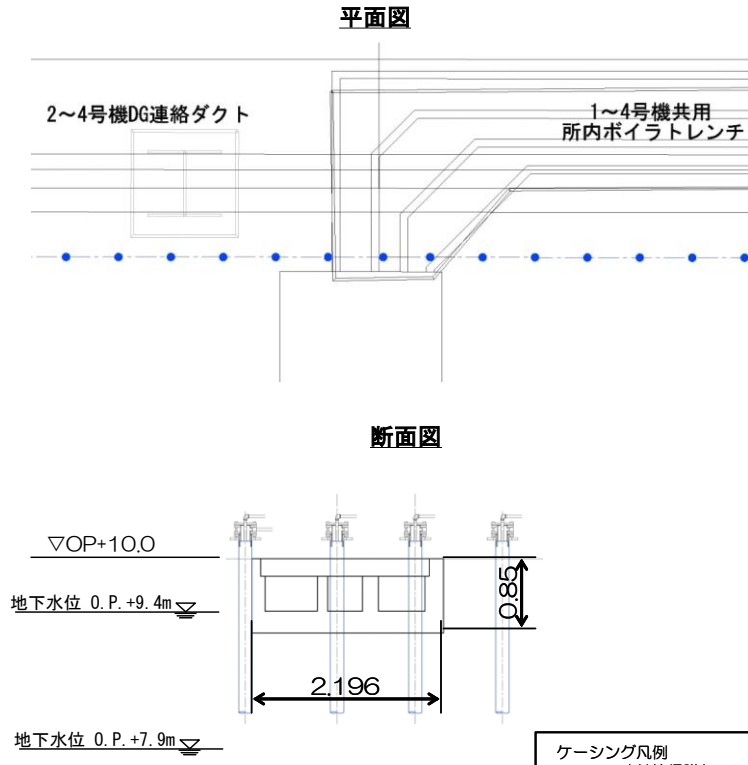 平面図
2~4号機DG連絡ダクト
1~4号機共用
所内ボイラトレンチ
断面図
▽OP+10.0
地下水位 O.P.+9.4m
0.85
2.196
地下水位 O.P.+7.9m
ケーシング凡例